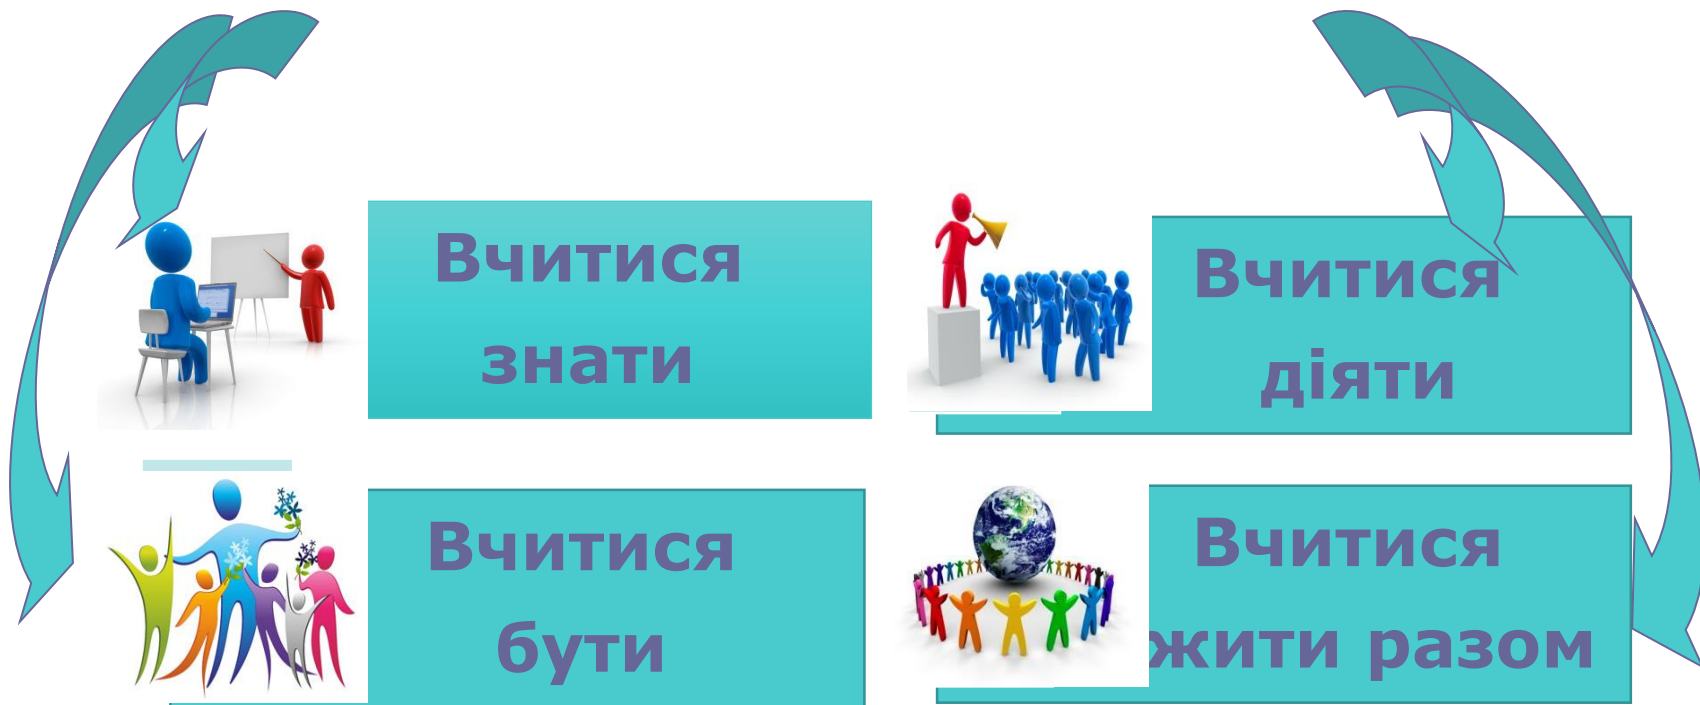 Вчитися
знати
Вчитися
діяти
Вчитися
бути
Вчитися
жити разом